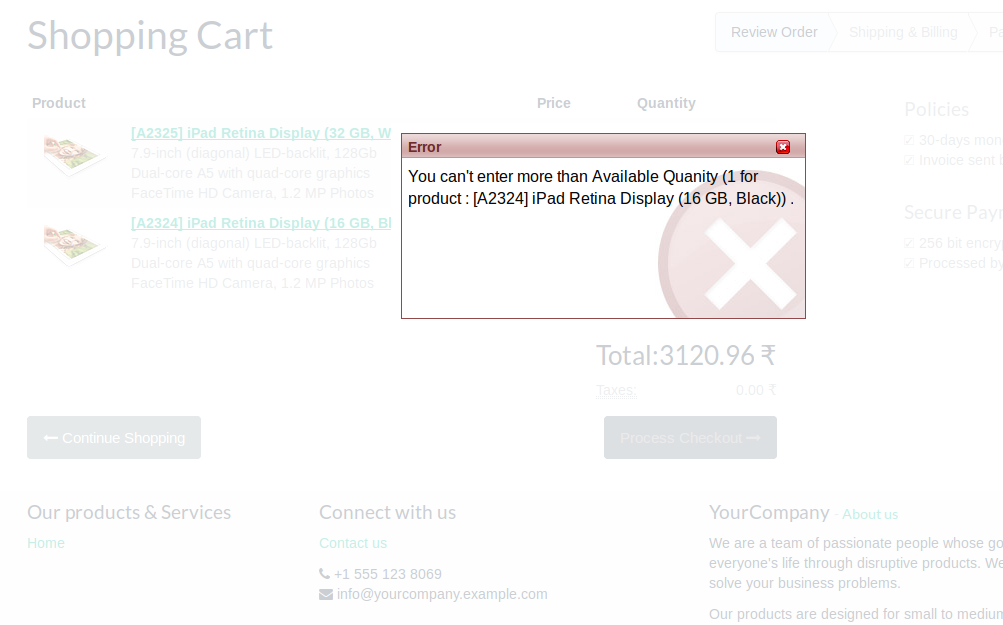 Shopping Cart
Review Order
Shipping & Billing
Product
Price
Quantity
[A2325] iPad Retina Display (32 GB, W
7.9-inch (diagonal) LED-backlit, 128Gb
Dual-core A5 with quad-core graphics
FaceTime HD Camera, 1.2 MP Photos
[A2324] iPad Retina Display (16 GB, Bl
7.9-inch (diagonal) LED-backlit, 128Gb
Dual-core A5 with quad-core graphics
FaceTime HD Camera, 1.2 MP Photos
Error
You can't enter more than Available Quanity (1 for
product : [A2324] iPad Retina Display (16 GB, Black)) .
Policies
30-days mon
Invoice sent
Secure Payr
256 bit encry
Processed by
Total:3120.96 ₹
Taxes: 0.00 ₹
Continue Shopping
Process Checkout
Our products & Services
Home
Connect with us
Contact us
+1 555 123 8069
info@yourcompany.example.com
YourCompany - About us
We are a team of passionate people whose go
everyone's life through disruptive products. We
solve your business problems.
Our products are designed for small to medium